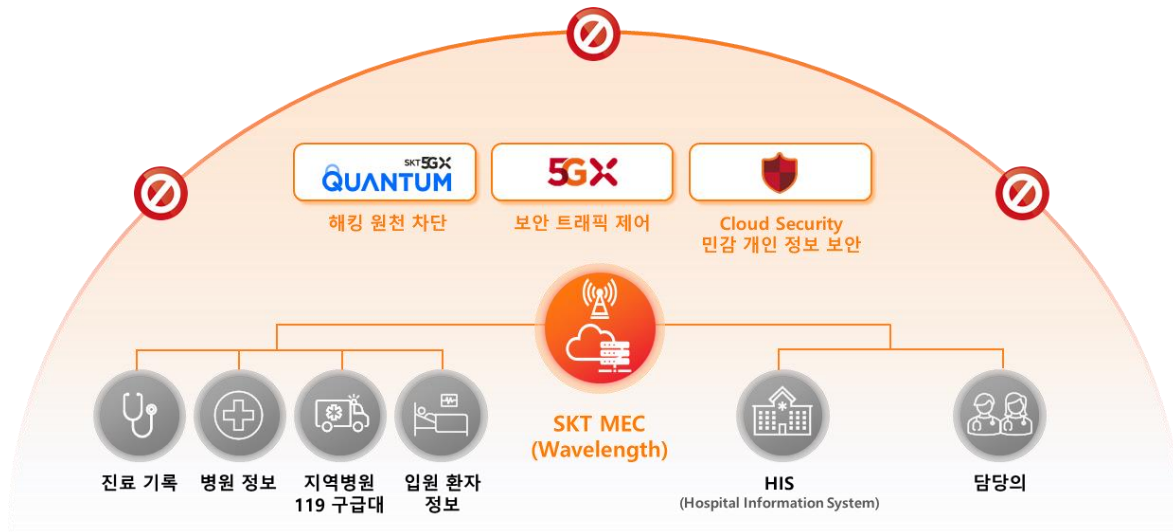 SKT 5GX
QUANTUM
5GX
해킹 원천 차단
보안 트래픽 제어
Cloud Security
민감 개인 정보 보안
SKT MEC
(Wavelength)
진료 기록
병원 정보
지역병원
119 구급대
입원 환자
정보
HIS
(Hospital Information System)
담당의